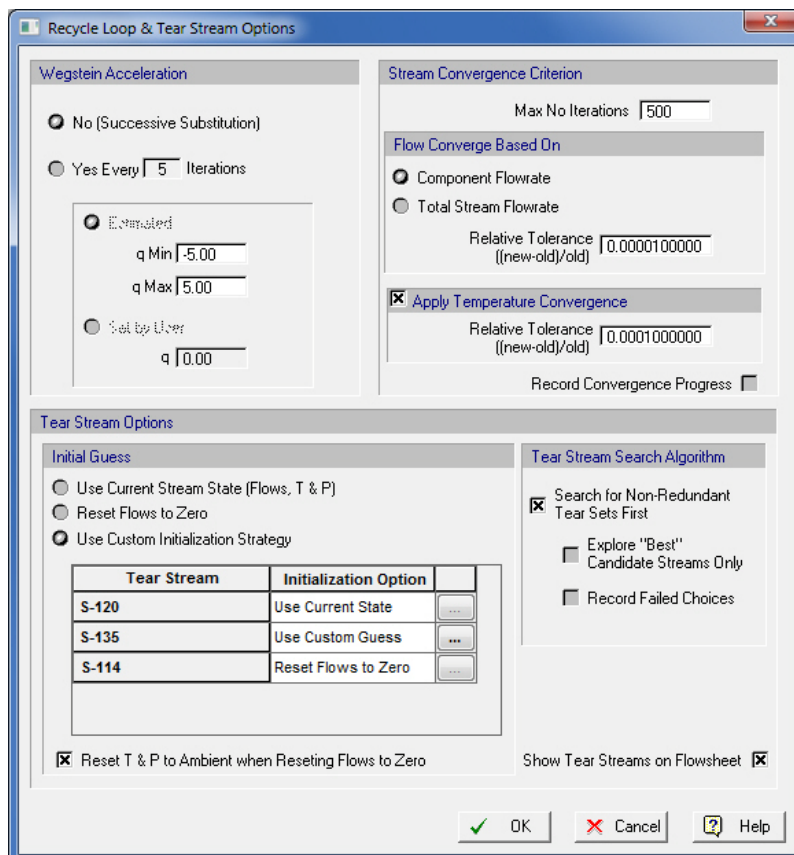 Recycle Loop & Tear Stream Options
Wegstein Acceleration
No (Successive Substitution)
Yes Every 5 Iterations
Estimated
q Min -5.00
q Max 5.00
Set by User
q 0.00
Stream Convergence Criterion
Max No Iterations 500
Flow Converge Based On
Component Flowrate
Total Stream Flowrate
Relative Tolerance
((new-old)/old) 0.0000100000
Apply Temperature Convergence
Relative Tolerance
((new-old)/old) 0.0001000000
Record Convergence Progress
Tear Stream Options
Initial Guess
Use Current Stream State (Flows, T & P)
Reset Flows to Zero
Use Custom Initialization Strategy
Tear Stream Initialization Option
S-120 Use Current State ...
S-135 Use Custom Guess ...
S-114 Reset Flows to Zero ...
Reset T & P to Ambient when Reseting Flows to Zero
Tear Stream Search Algorithm
Search for Non-Redundant
Tear Sets First
Explore "Best"
Candidate Streams Only
Record Failed Choices
Show Tear Streams on Flowsheet
OK Cancel Help